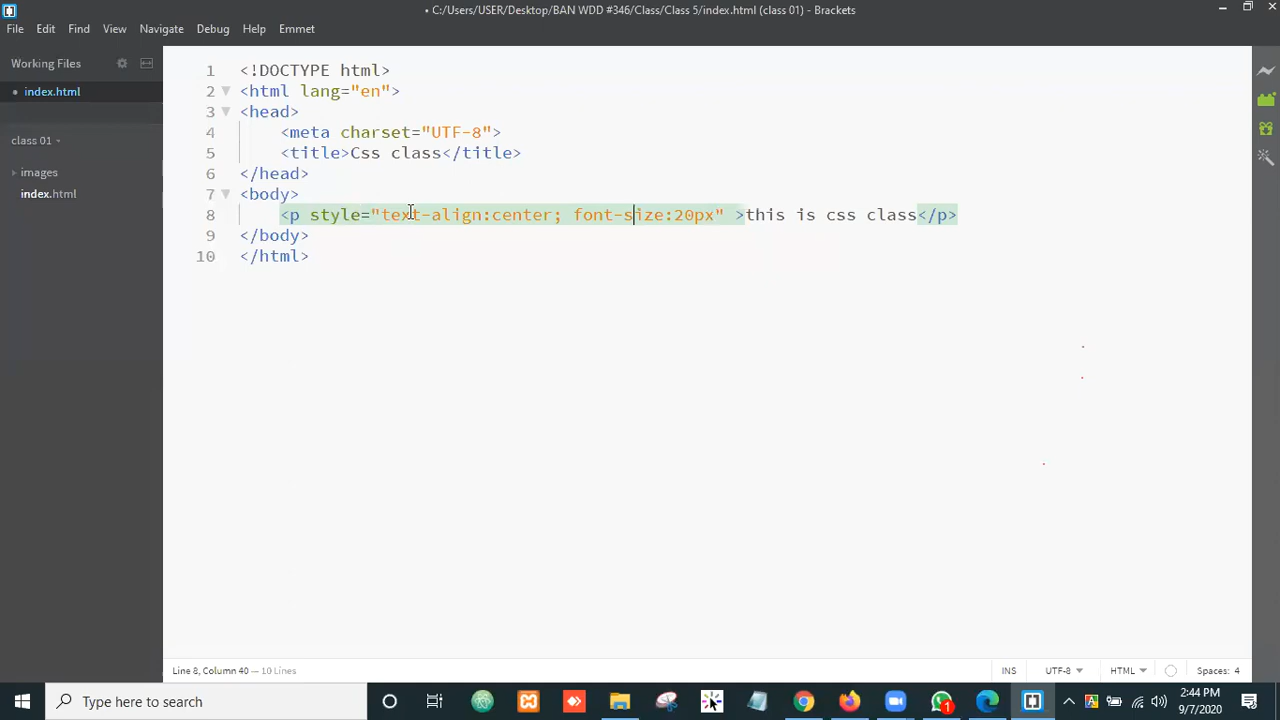 • C:/Users/USER/Desktop/BAN WDD #346/Class/Class 5/index.html (class 01) - Brackets
File Edit Find View Navigate Debug Help Emmet
Working Files
• index.html
class 01
images
index.html
1 <!DOCTYPE html>
2 <html lang="en">
3 <head>
4 <meta charset="UTF-8">
5 <title>Css class</title>
6 </head>
7 <body>
8 <p style="text-align:center; font-size:20px" >this is css class</p>
9 </body>
10 </html>
Line 8, Column 40 — 10 Lines
INS UTF-8 HTML Spaces: 4
Type here to search
1
A
2:44 PM
9/7/2020